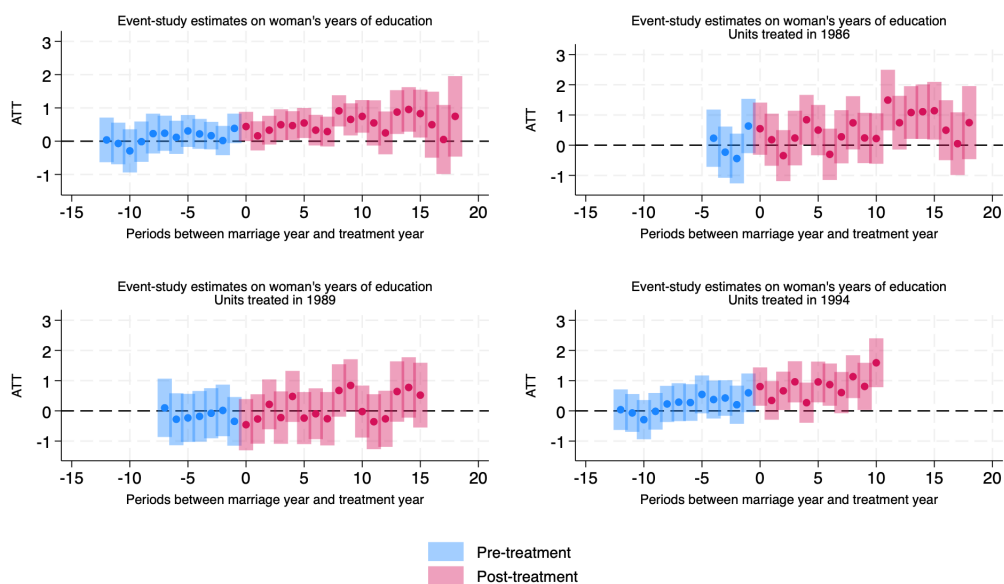 Event-study estimates on woman's years of education
3
2
1
0
-1
ATT
-15 -10 -5 0 5 10 15 20
Periods between marriage year and treatment year
Event-study estimates on woman's years of education
Units treated in 1986
3
2
1
0
-1
ATT
-15 -10 -5 0 5 10 15 20
Periods between marriage year and treatment year
Event-study estimates on woman's years of education
Units treated in 1989
3
2
1
0
-1
ATT
-15 -10 -5 0 5 10 15 20
Periods between marriage year and treatment year
Event-study estimates on woman's years of education
Units treated in 1994
3
2
1
0
-1
ATT
-15 -10 -5 0 5 10 15 20
Periods between marriage year and treatment year
Pre-treatment
Post-treatment